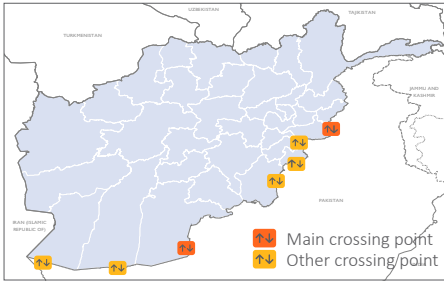 UZBEKISTAN
TAJIKISTAN
TURKMENISTAN
JAMMU AND
KASHMIR
PAKISTAN
IRAN (ISLAMIC
REPUBLIC OF)
Main crossing point
Other crossing point